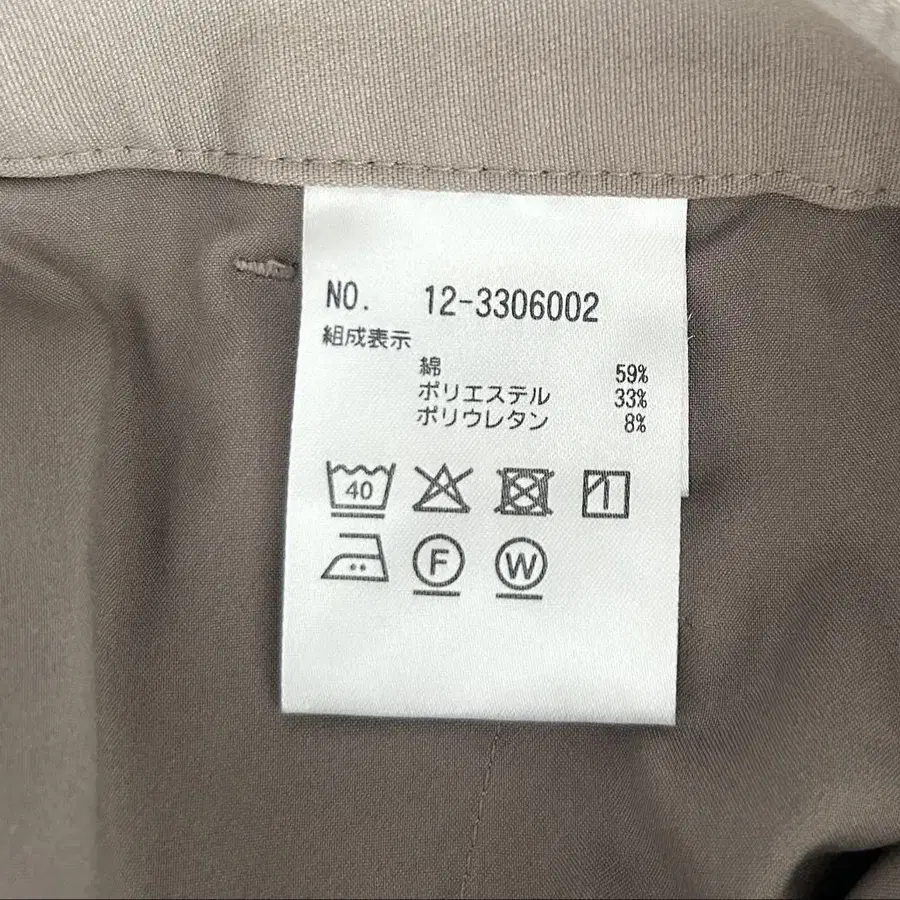 NO. 12-3306002
組成表示
綿 59%
ポリエステル 33%
ポリウレタン 8%
40
F W